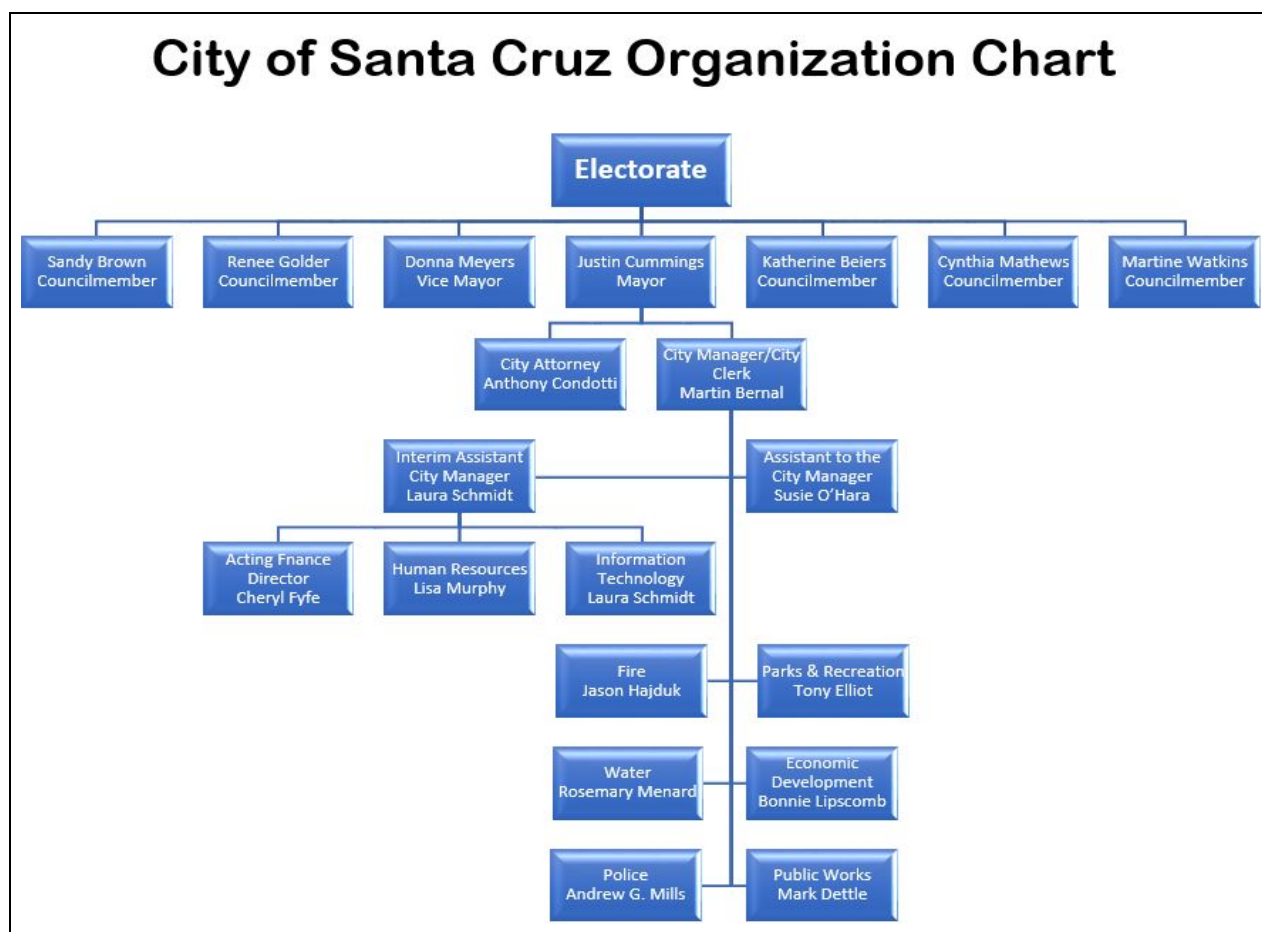 City of Santa Cruz Organization Chart
Electorate
Sandy Brown
Councilmember
Renee Golder
Councilmember
Donna Meyers
Vice Mayor
Justin Cummings
Mayor
Katherine Beiers
Councilmember
Cynthia Mathews
Councilmember
Martine Watkins
Councilmember
City Attorney
Anthony Condotti
City Manager/City
Clerk
Martin Bernal
Interim Assistant
City Manager
Laura Schmidt
Assistant to the
City Manager
Susie O’Hara
Acting Fnance
Director
Cheryl Fyfe
Human Resources
Lisa Murphy
Information
Technology
Laura Schmidt
Fire
Jason Hajduk
Parks & Recreation
Tony Elliot
Water
Rosemary Menard
Economic
Development
Bonnie Lipscomb
Police
Andrew G. Mills
Public Works
Mark Dettle